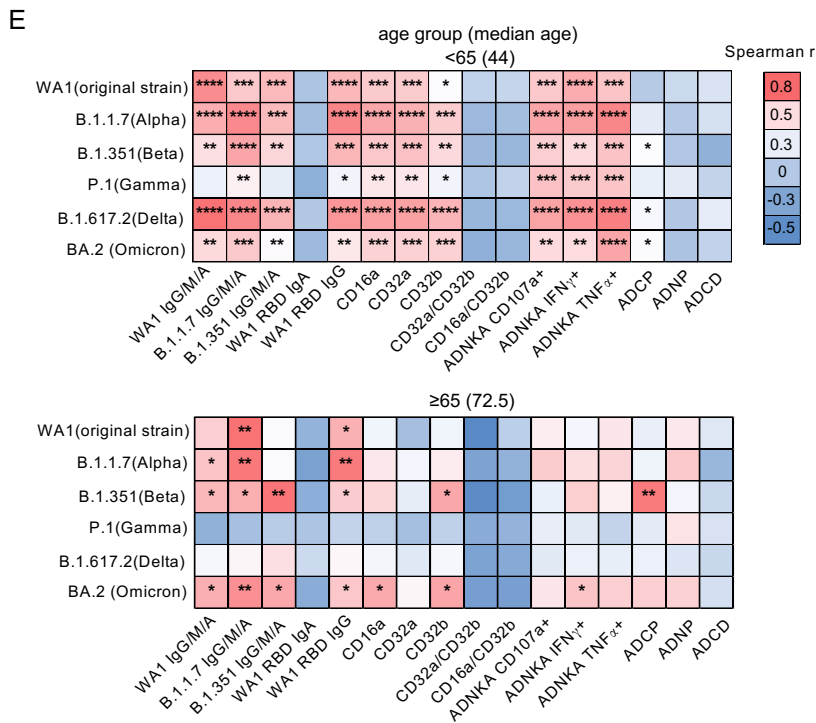 E
age group (median age)
<65 (44)
Spearman r
0.8
0.5
0.3
0
-0.3
-0.5
WA1(original strain) **** *** *** **** *** *** * *** **** ***
B.1.1.7(Alpha) **** **** *** **** **** *** *** **** **** ****
B.1.351(Beta) ** **** ** *** *** *** ** *** ** *** *
P.1(Gamma) ** * ** ** * *** *** ***
B.1.617.2(Delta) **** **** **** **** **** **** **** **** **** **** *
BA.2 (Omicron) ** *** ** ** *** *** *** ** ** **** *
WA1 IgG/M/A
B.1.1.7 IgG/M/A
B.1.351 IgG/M/A
WA1 RBD IgA
WA1 RBD IgG
CD16a
CD32a
CD32b
CD32a/CD32b
CD16a/CD32b
ADNKA CD107a+
ADNKA IFNγ+
ADNKA TNFα+
ADCP
ADNP
ADCD
≥65 (72.5)
WA1(original strain) ** *
B.1.1.7(Alpha) * ** **
B.1.351(Beta) * * ** * * **
P.1(Gamma)
B.1.617.2(Delta)
BA.2 (Omicron) * ** * * * * *
WA1 IgG/M/A
B.1.1.7 IgG/M/A
B.1.351 IgG/M/A
WA1 RBD IgA
WA1 RBD IgG
CD16a
CD32a
CD32b
CD32a/CD32b
CD16a/CD32b
ADNKA CD107a+
ADNKA IFNγ+
ADNKA TNFα+
ADCP
ADNP
ADCD